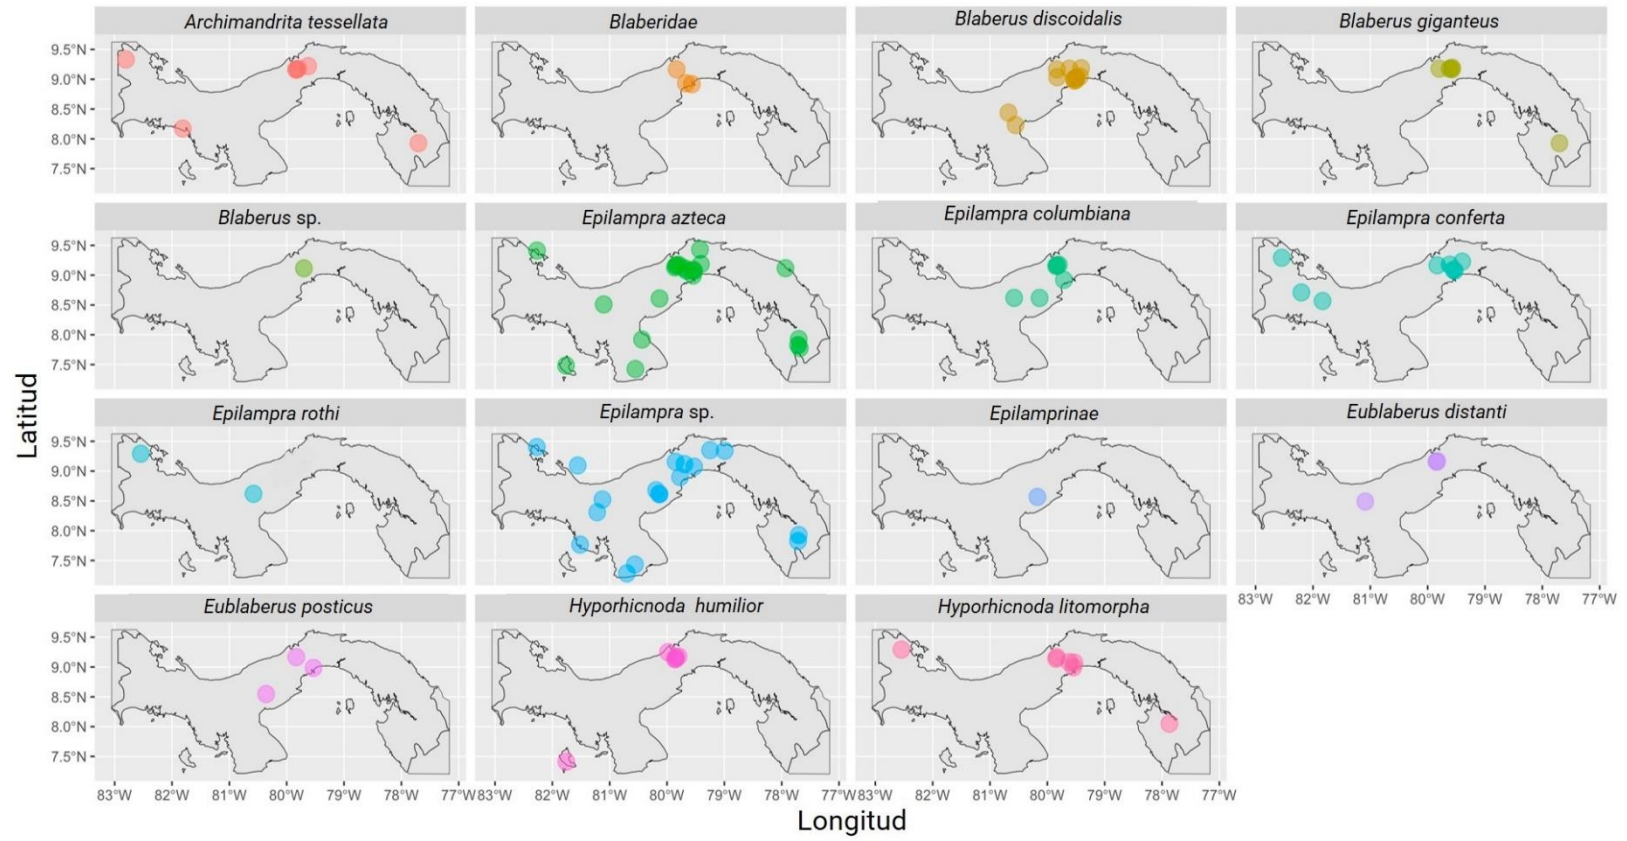 Archimandrita tessellata Blaberidae Blaberus discoidalis Blaberus giganteus
9.5°N
9.0°N
8.5°N
8.0°N
7.5°N
Blaberus sp. Epilampra azteca Epilampra columbiana Epilampra conferta
9.5°N
9.0°N
8.5°N
8.0°N
7.5°N
Latitud
Epilampra rothi Epilampra sp. Epilamprinae Eublaberus distanti
9.5°N
9.0°N
8.5°N
8.0°N
7.5°N
83°W 82°W 81°W 80°W 79°W 78°W 77°W
Eublaberus posticus Hyporhicnoda humilior Hyporhicnoda litomorpha
9.5°N
9.0°N
8.5°N
8.0°N
7.5°N
83°W 82°W 81°W 80°W 79°W 78°W 77°W 83°W 82°W 81°W 80°W 79°W 78°W 77°W 83°W 82°W 81°W 80°W 79°W 78°W 77°W
Longitud